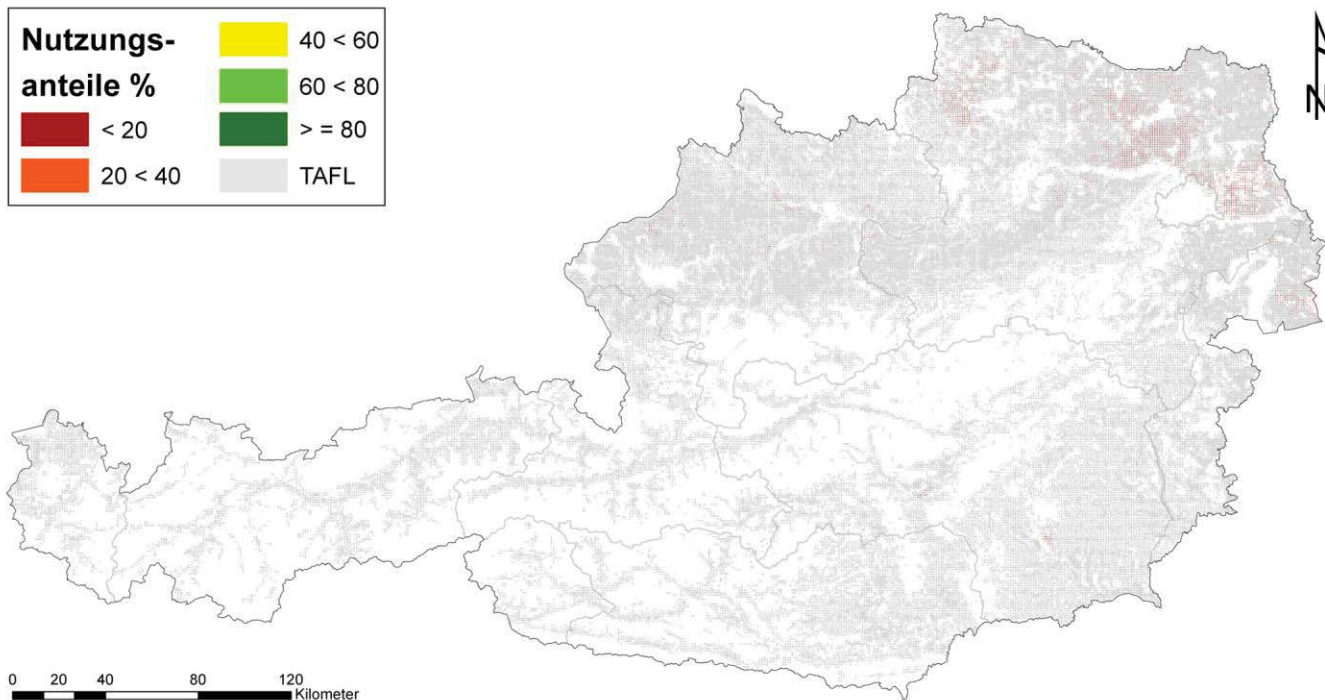 Nutzungs-
anteile %
< 20
20 < 40
40 < 60
60 < 80
> = 80
TAFL
N
0 20 40 80 120
Kilometer